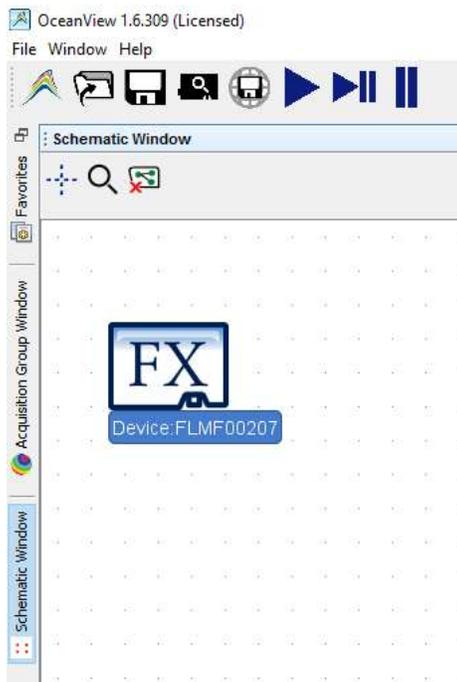 OceanView 1.6.309 (Licensed)
File Window Help
Schematic Window
Favorites
Acquisition Group Window
Schematic Window
FX
Device:FLMF00207